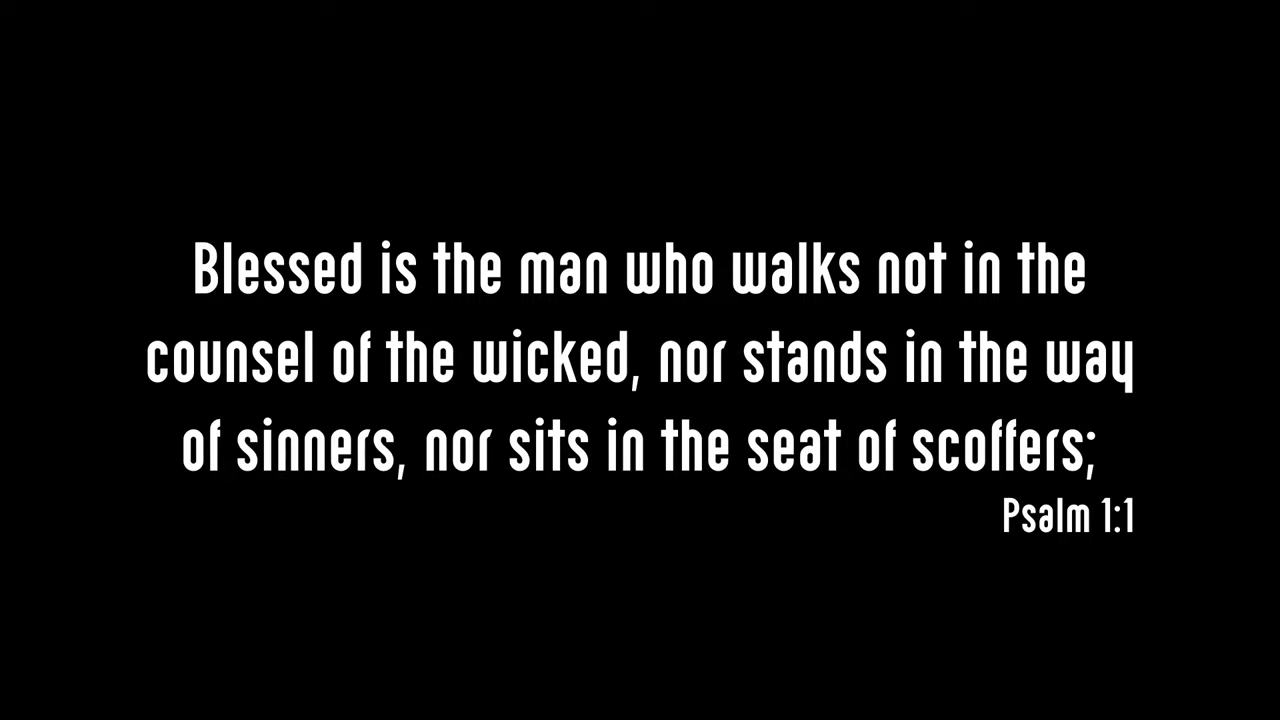 Blessed is the man who walks not in the
counsel of the wicked, nor stands in the way
of sinners, nor sits in the seat of scoffers;
Psalm 1:1